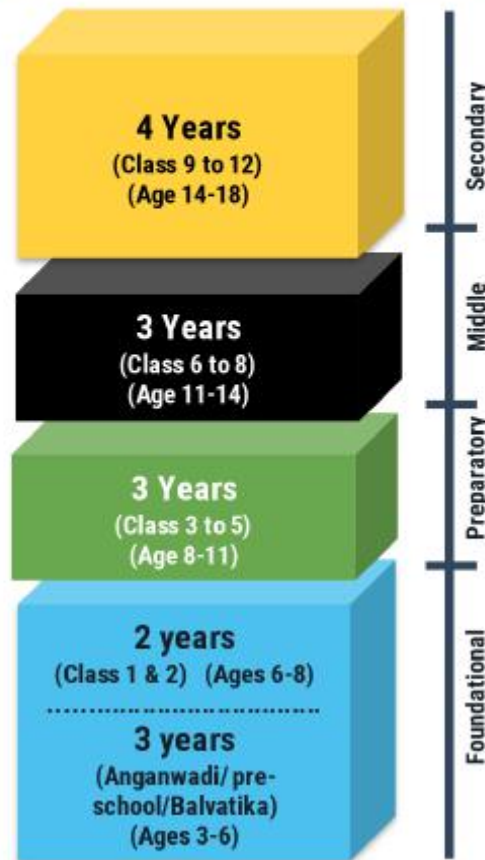 4 Years
(Class 9 to 12)
(Age 14-18)
Secondary
3 Years
(Class 6 to 8)
(Age 11-14)
Middle
3 Years
(Class 3 to 5)
(Age 8-11)
Preparatory
2 years
(Class 1 & 2) (Ages 6-8)
3 years
(Anganwadi/ pre-
school/Balvatika)
(Ages 3-6)
Foundational